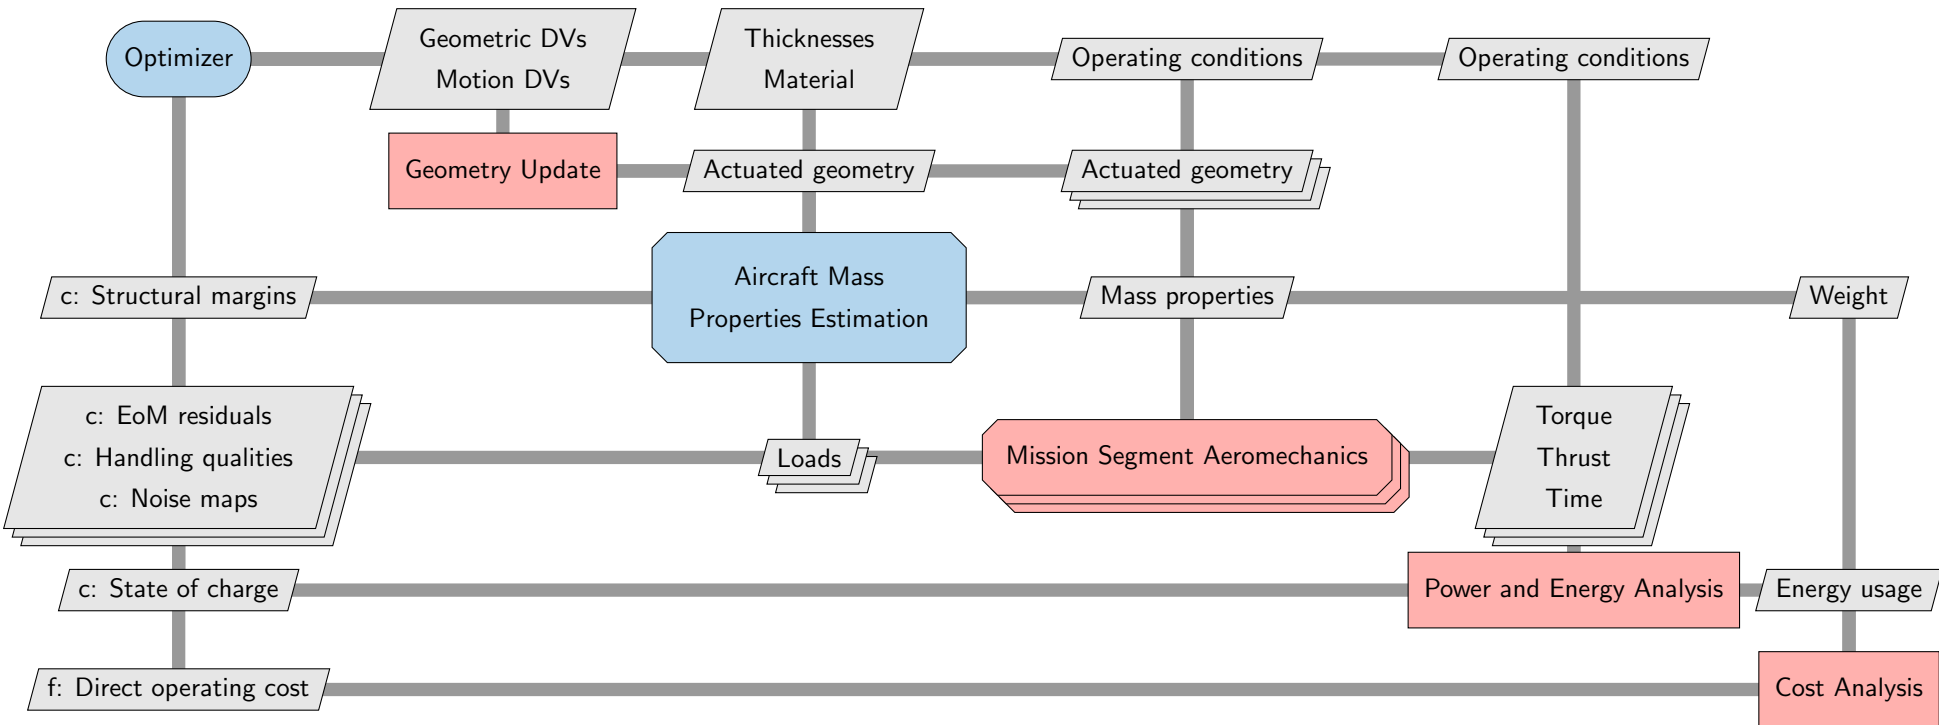 Optimizer
Geometric DVs
Motion DVs
Thicknesses
Material
Operating conditions
Operating conditions
Geometry Update
Actuated geometry
Actuated geometry
c: Structural margins
Aircraft Mass
Properties Estimation
Mass properties
Weight
c: EoM residuals
c: Handling qualities
c: Noise maps
Loads
Mission Segment Aeromechanics
Torque
Thrust
Time
c: State of charge
Power and Energy Analysis
Energy usage
f: Direct operating cost
Cost Analysis